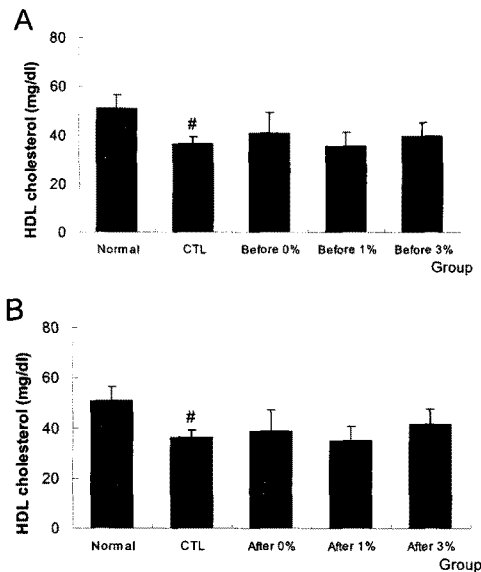 A
HDL cholesterol (mg/dl)
80
60
40
20
0
#
Normal CTL Before 0% Before 1% Before 3%
Group
B
HDL cholesterol (mg/dl)
80
60
40
20
0
#
Normal CTL After 0% After 1% After 3%
Group